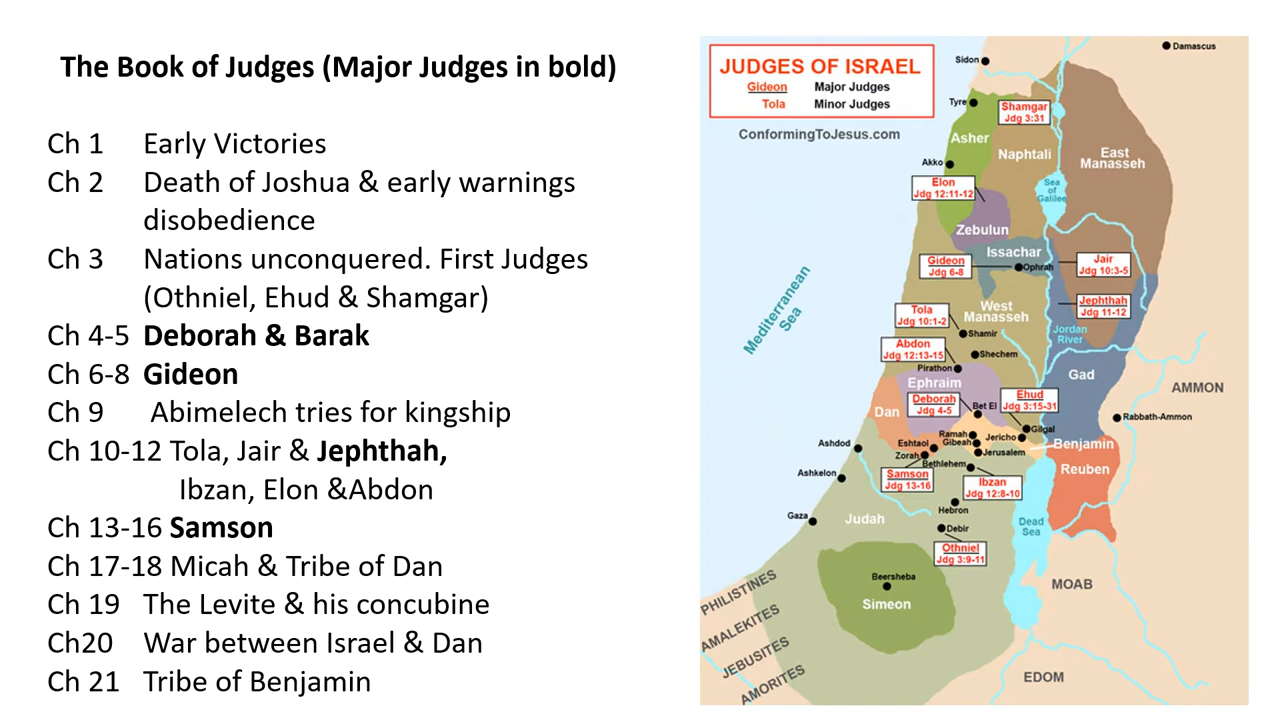 The Book of Judges (Major Judges in bold)
Ch 1 Early Victories
Ch 2 Death of Joshua & early warnings
disobedience
Ch 3 Nations unconquered. First Judges
(Othniel, Ehud & Shamgar)
Ch 4-5 Deborah & Barak
Ch 6-8 Gideon
Ch 9 Abimelech tries for kingship
Ch 10-12 Tola, Jair & Jephthah,
Ibzan, Elon &Abdon
Ch 13-16 Samson
Ch 17-18 Micah & Tribe of Dan
Ch 19 The Levite & his concubine
Ch20 War between Israel & Dan
Ch 21 Tribe of Benjamin
JUDGES OF ISRAEL
Gideon Major Judges
Tola Minor Judges
ConformingToJesus.com
Damascus
Sidon
Tyre
Shamgar
Jdg 3:31
Asher
Naphtali
East
Manasseh
Akko
Elon
Jdg 12:11-12
Sea
of
Galilee
Zebulun
Issachar
Gideon
Jdg 6-8
Ophrah
Jair
Jdg 10:3-5
Mediterranean
Sea
Tola
Jdg 10:1-2
West
Manasseh
Jephthah
Jdg 11-12
Shamir
Jordan
River
Abdon
Jdg 12:13-15
Shechem
Pirathon
Gad
Ephraim
AMMON
Deborah
Jdg 4-5
Bet El
Ehud
Jdg 3:15-31
Dan
Rabbath-Ammon
Gilgal
Ramah
Jericho
Ashdod
Eshtaol
Gibeah
Benjamin
Zorah
Jerusalem
Bethlehem
Reuben
Ashkelon
Samson
Jdg 13-16
Ibzan
Jdg 12:8-10
Hebron
Gaza
Judah
Debir
Dead
Sea
Othniel
Jdg 3:9-11
Beersheba
Simeon
MOAB
PHILISTINES
AMALEKITES
JEBUSITES
AMORITES
EDOM